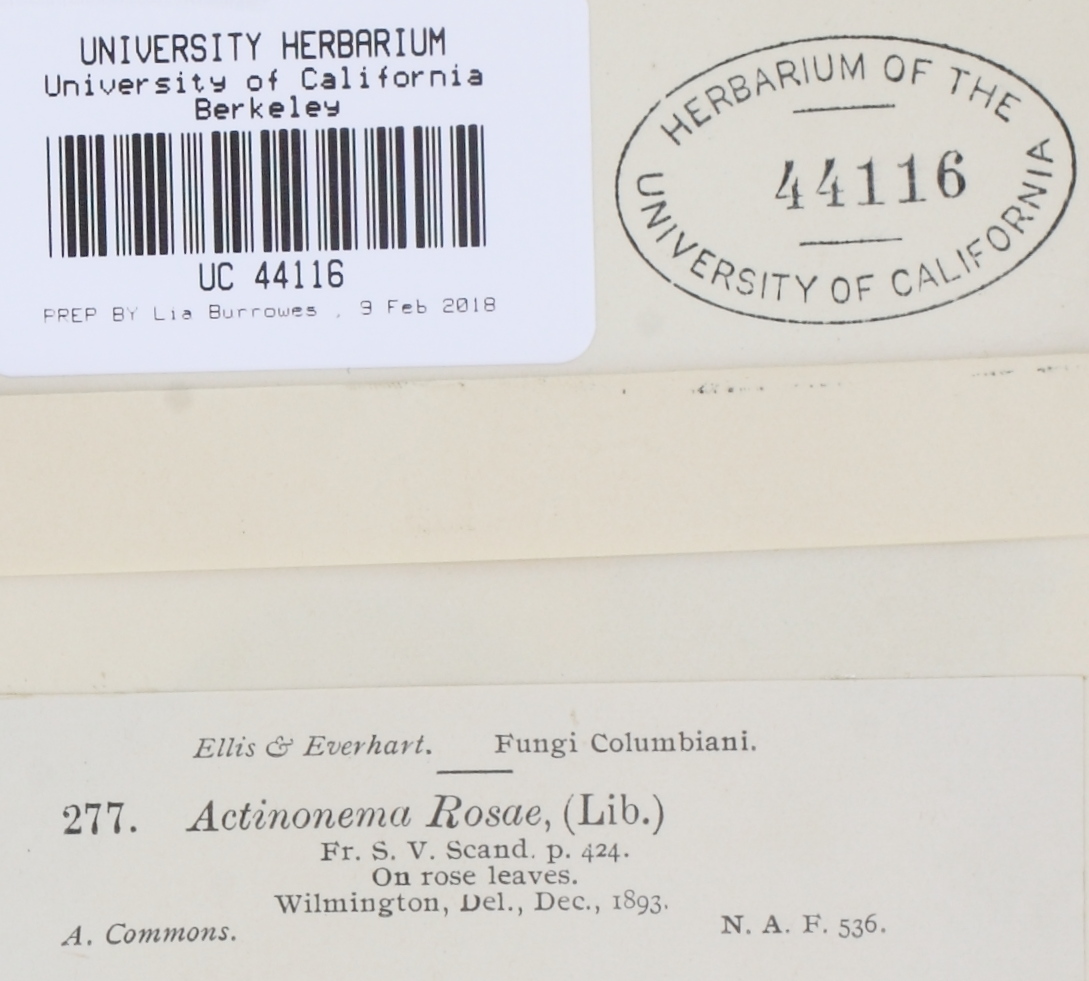 UNIVERSITY HERBARIUM
University of California
Berkeley
UC 44116
PREP BY Lia Burrowes , 9 Feb 2018
HERBARIUM OF THE
44116
UNIVERSITY OF CALIFORNIA
Ellis & Everhart. Fungi Columbiani.
277. Actinonema Rosae, (Lib.)
Fr. S. V. Scand. p. 424.
On rose leaves.
Wilmington, Del., Dec., 1893.
A. Commons. N. A. F. 536.